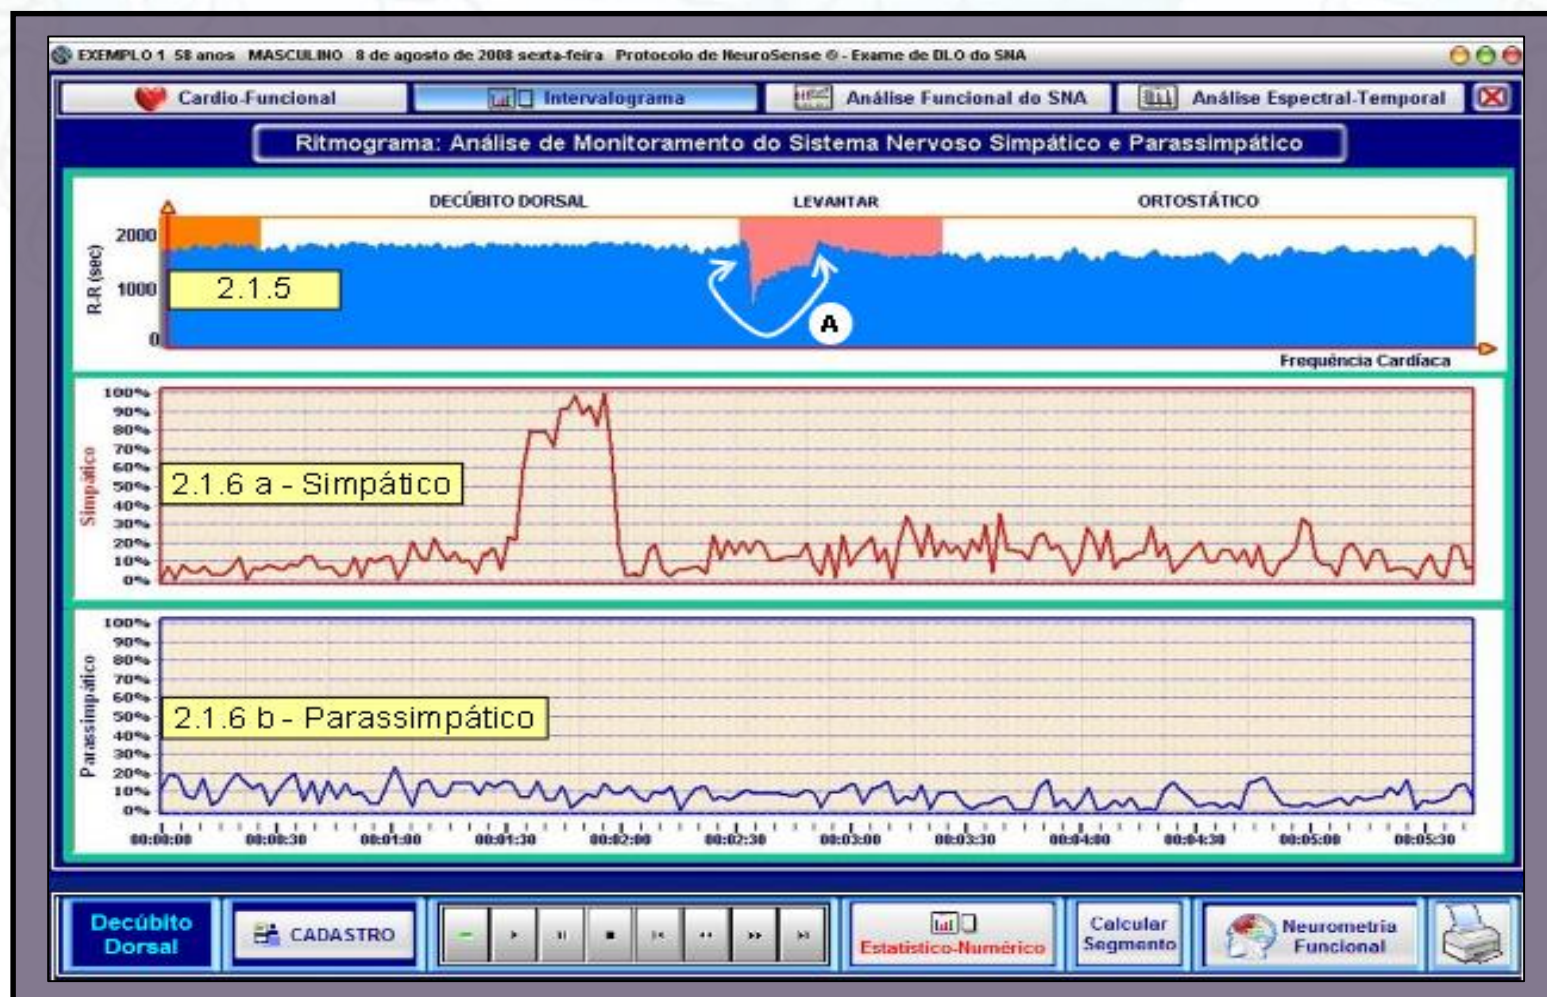 EXEMPLO 1 58 anos MASCULINO 8 de agosto de 2008 sexta-feira Protocolo de NeuroSense ® - Exame de DLO do SNA
Cardio-Funcional
Intervalograma
Análise Funcional do SNA
Análise Espectral-Temporal
Ritmograma: Análise de Monitoramento do Sistema Nervoso Simpático e Parassimpático
DECÚBITO DORSAL
LEVANTAR
ORTOSTÁTICO
R-R (sec)
2000
1000
0
2.1.5
A
Frequência Cardíaca
Simpático
100%
90%
80%
70%
60%
50%
40%
30%
20%
10%
0%
2.1.6 a - Simpático
Parassimpático
100%
90%
80%
70%
60%
50%
40%
30%
20%
10%
0%
2.1.6 b - Parassimpático
00:00:00 00:00:30 00:01:00 00:01:30 00:02:00 00:02:30 00:03:00 00:03:30 00:04:00 00:04:30 00:05:00 00:05:30
Decúbito
Dorsal
CADASTRO
Estatístico-Numérico
Calcular
Segmento
Neurometria
Funcional